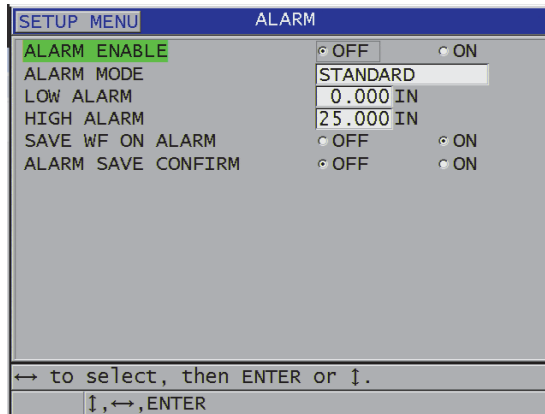 SETUP MENU ALARM
ALARM ENABLE OFF ON
ALARM MODE STANDARD
LOW ALARM 0.000 IN
HIGH ALARM 25.000 IN
SAVE WF ON ALARM OFF ON
ALARM SAVE CONFIRM OFF ON
↔ to select, then ENTER or ↕.
↕,↔,ENTER